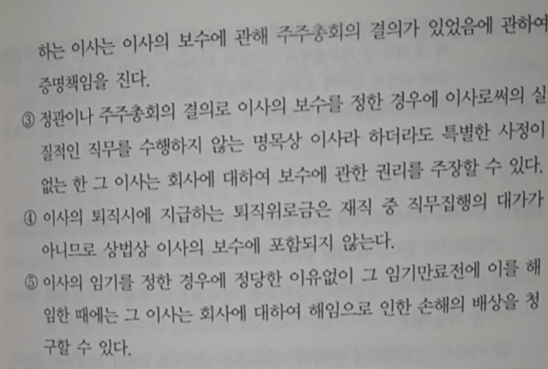 하는 이사는 이사의 보수에 관해 주주총회의 결의가 있었음에 관하여
증명책임을 진다.
③ 정관이나 주주총회의 결의로 이사의 보수를 정한 경우에 이사로써의 실
질적인 직무를 수행하지 않는 명목상 이사라 하더라도 특별한 사정이
없는 한 그 이사는 회사에 대하여 보수에 관한 권리를 주장할 수 있다.
④ 이사의 퇴직시에 지급하는 퇴직위로금은 재직 중 직무집행의 대가가
아니므로 상법상 이사의 보수에 포함되지 않는다.
⑤ 이사의 임기를 정한 경우에 정당한 이유없이 그 임기만료전에 이를 해
임한 때에는 그 이사는 회사에 대하여 해임으로 인한 손해의 배상을 청
구할 수 있다.